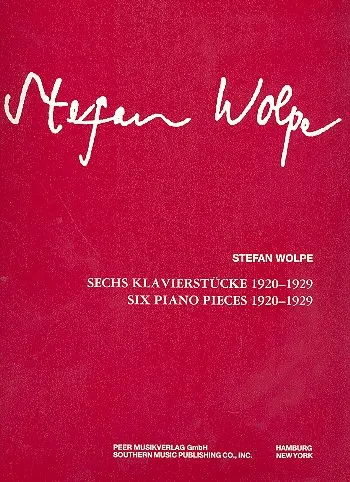 Stefan Wolpe
STEFAN WOLPE
SECHS KLAVIERSTÜCKE 1920–1929
SIX PIANO PIECES 1920–1929
PEER MUSIKVERLAG GmbH HAMBURG
SOUTHERN MUSIC PUBLISHING CO., INC. NEW YORK